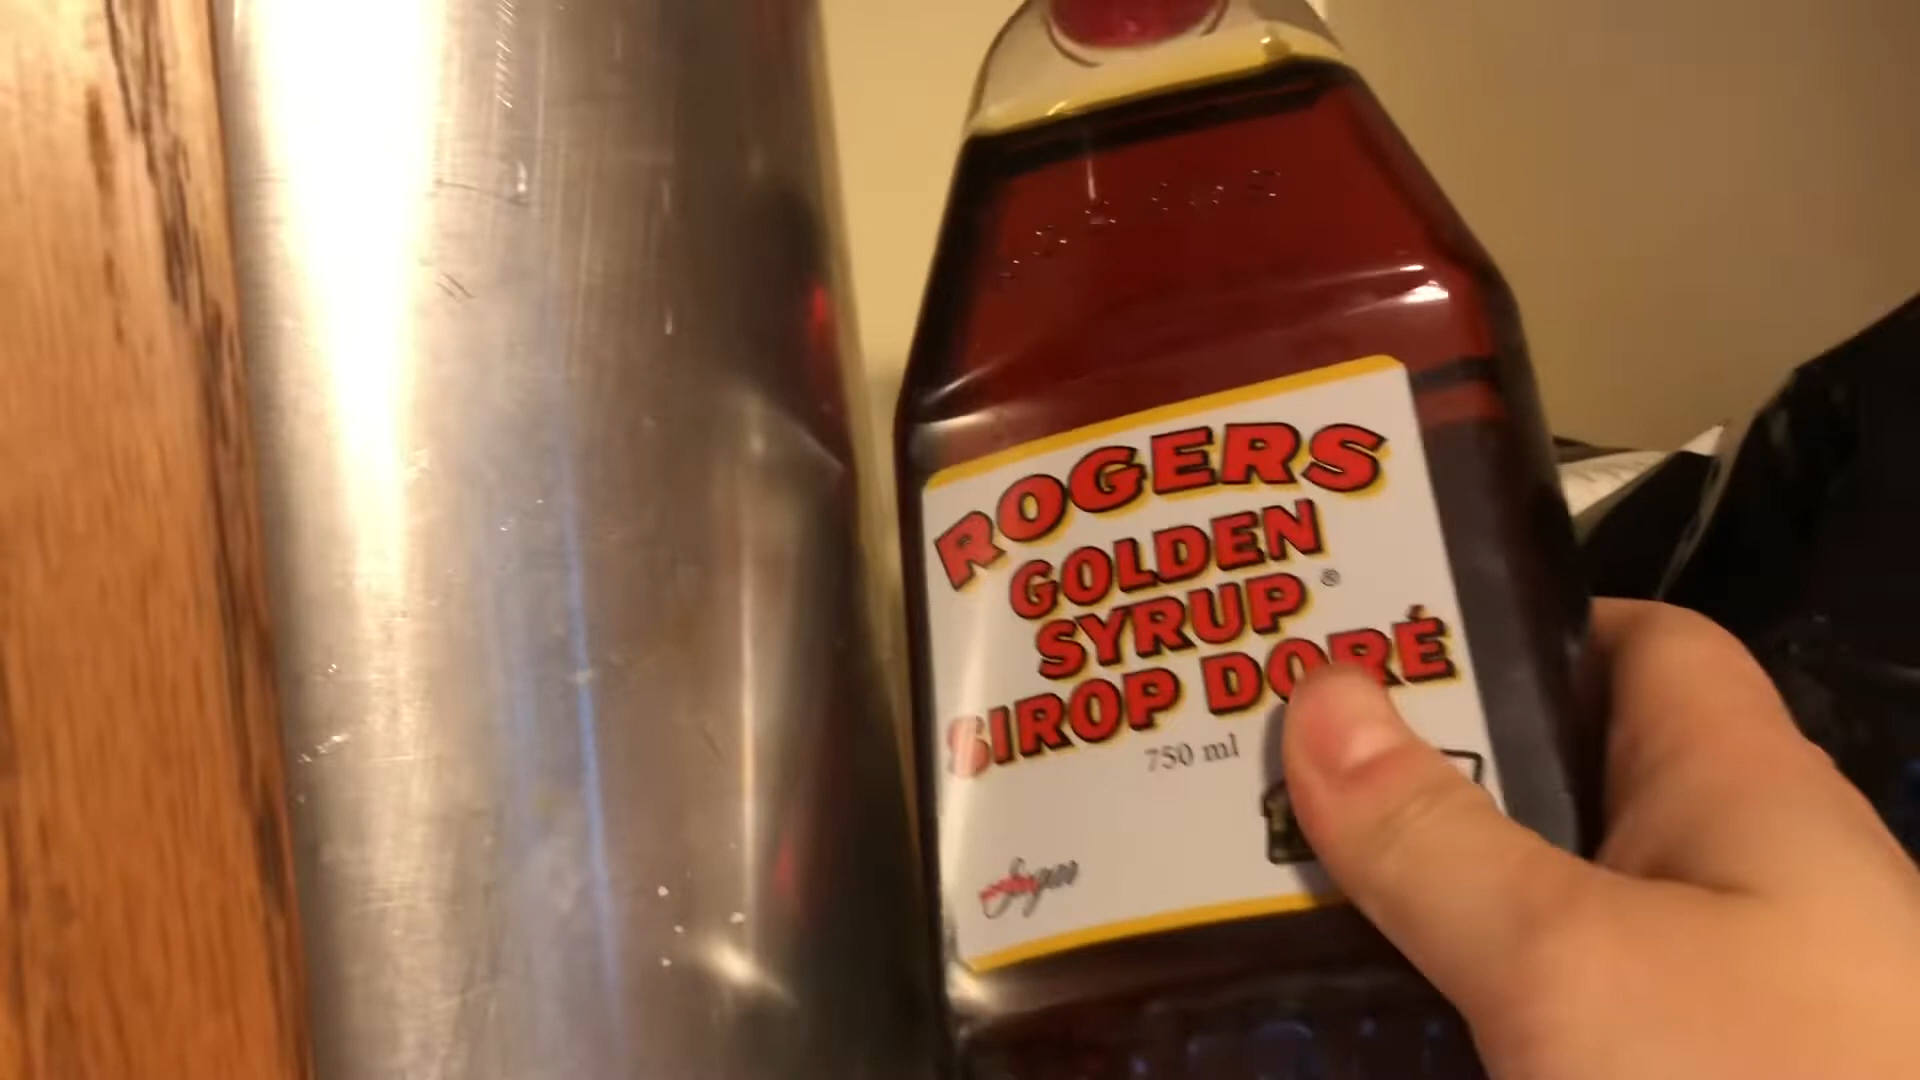 ROGERS
GOLDEN
SYRUP®
SIROP DORÉ
750 ml